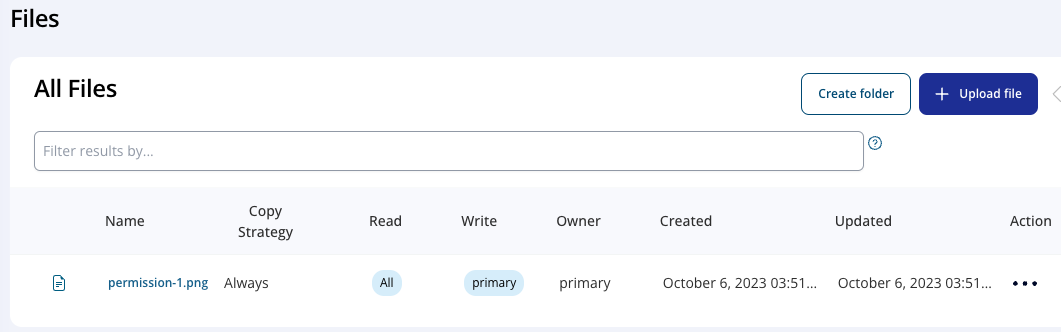 Files
All Files
Create folder
+ Upload file
Filter results by...
?
Name Copy Strategy Read Write Owner Created Updated Action
permission-1.png Always All primary primary October 6, 2023 03:51... October 6, 2023 03:51...